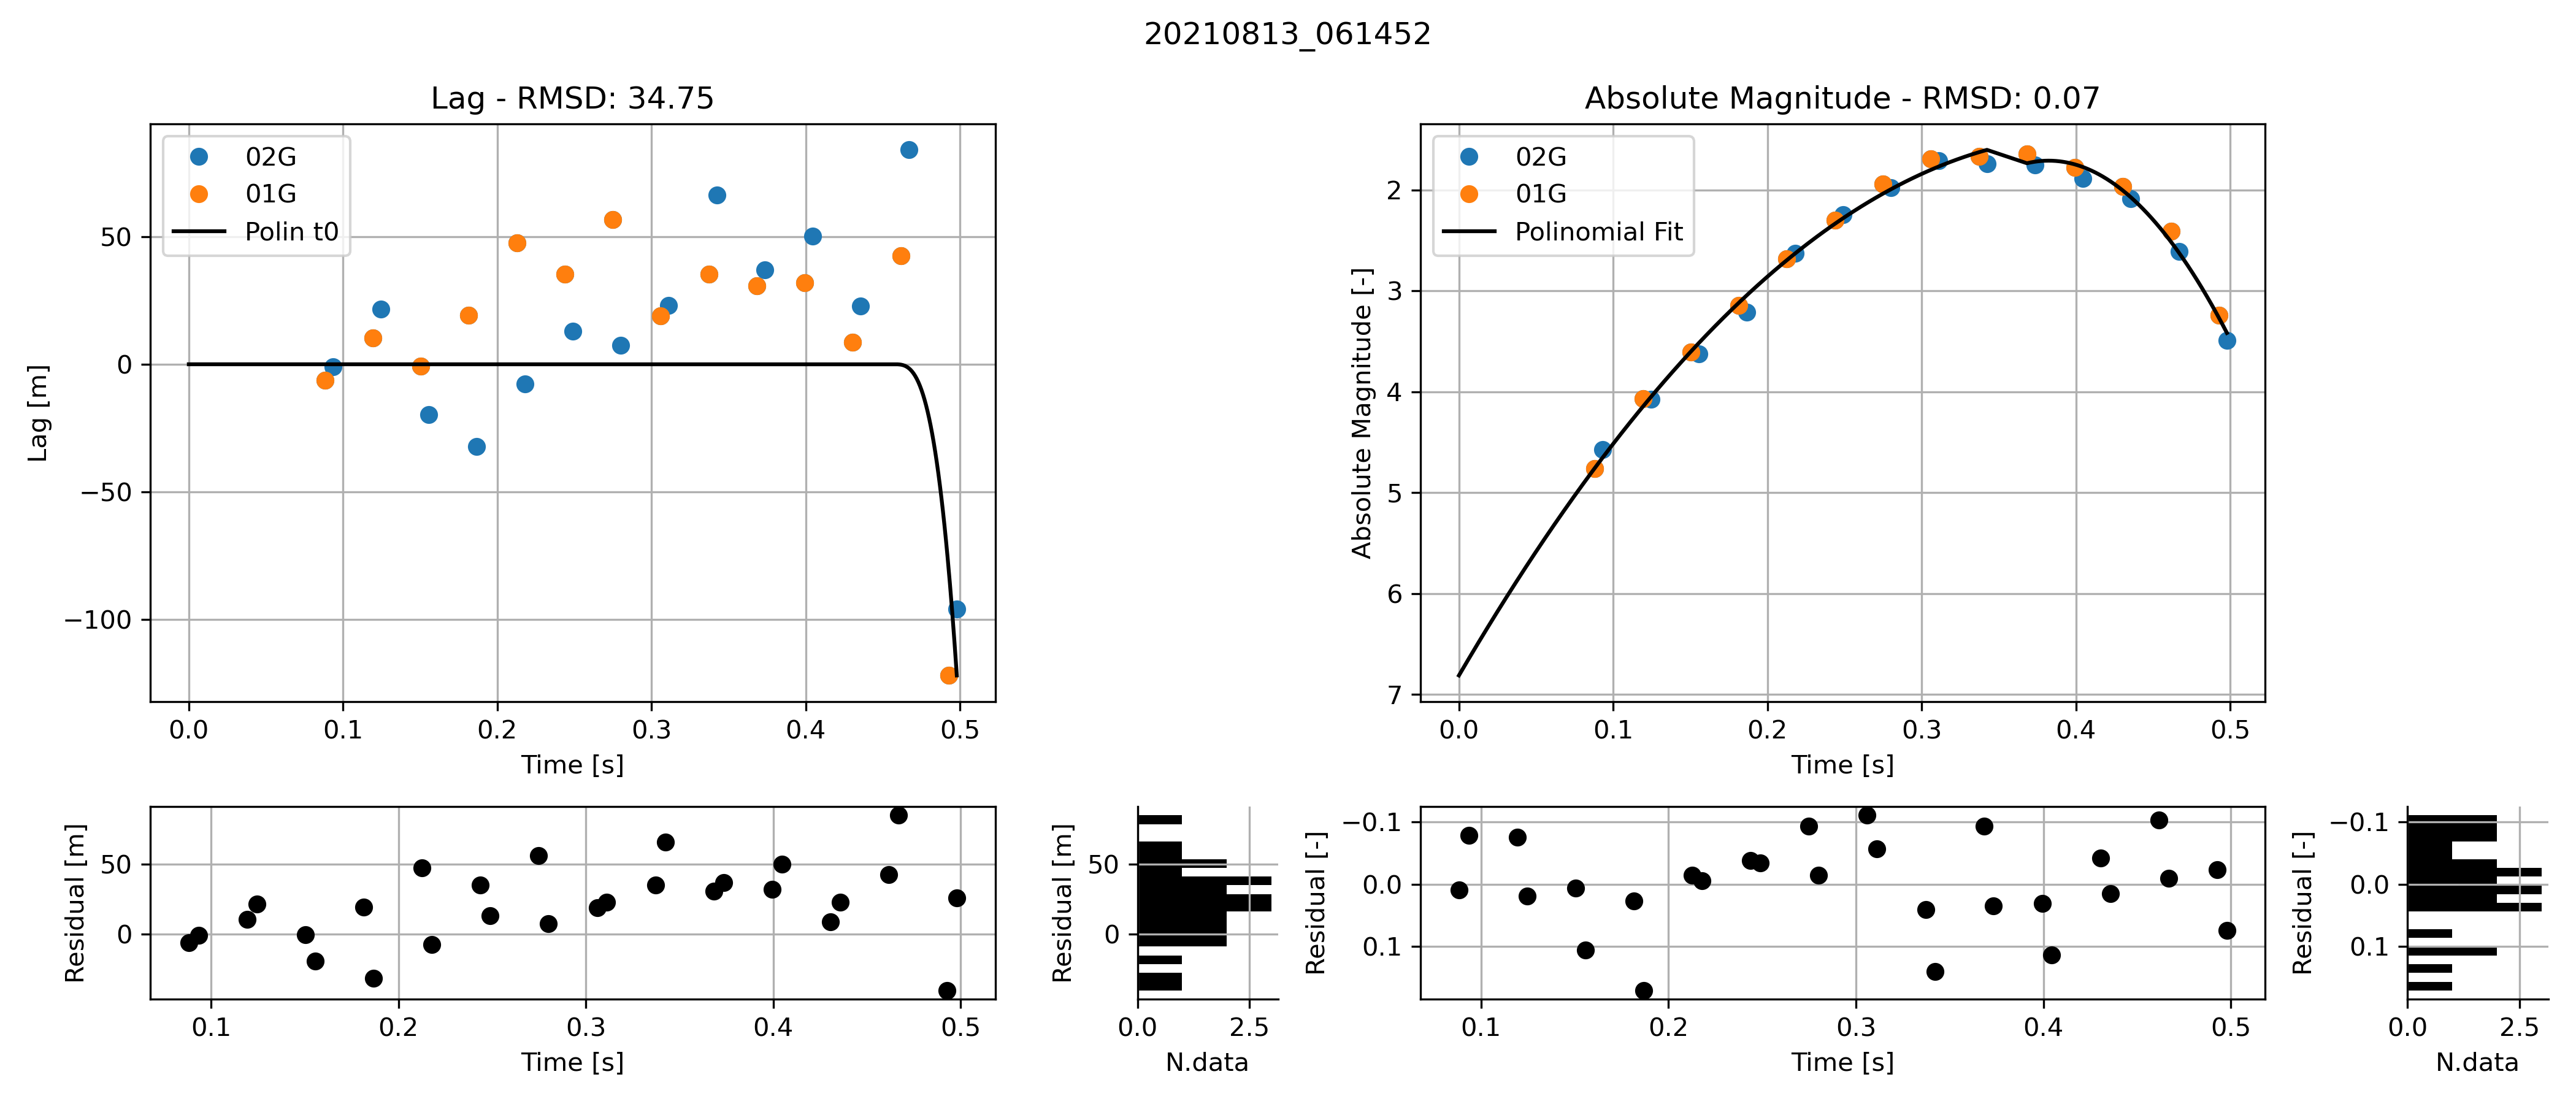 20210813_061452
Lag - RMSD: 34.75
02G
01G
Polin t0
Lag [m]
50
0
−50
−100
0.0 0.1 0.2 0.3 0.4 0.5
Time [s]
Absolute Magnitude - RMSD: 0.07
02G
01G
Polinomial Fit
Absolute Magnitude [-]
2
3
4
5
6
7
0.0 0.1 0.2 0.3 0.4 0.5
Time [s]
Residual [m]
50
0
0.1 0.2 0.3 0.4 0.5
Time [s]
Residual [m]
50
0
0.0 2.5
N.data
Residual [-]
−0.1
0.0
0.1
0.1 0.2 0.3 0.4 0.5
Time [s]
Residual [-]
−0.1
0.0
0.1
0.0 2.5
N.data